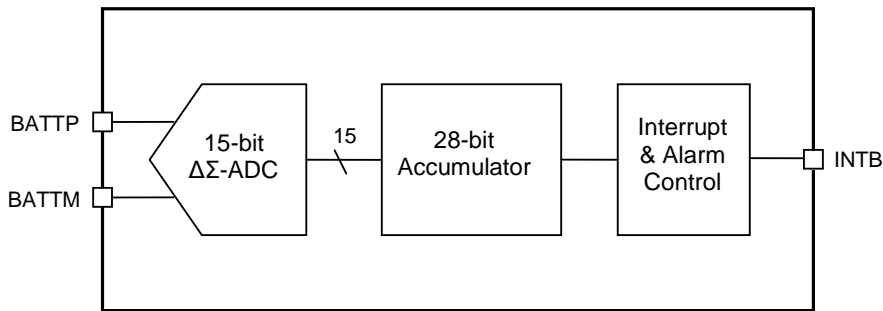 BATTP
BATTM
15-bit
ΔΣ-ADC
15
28-bit
Accumulator
Interrupt
& Alarm
Control
INTB